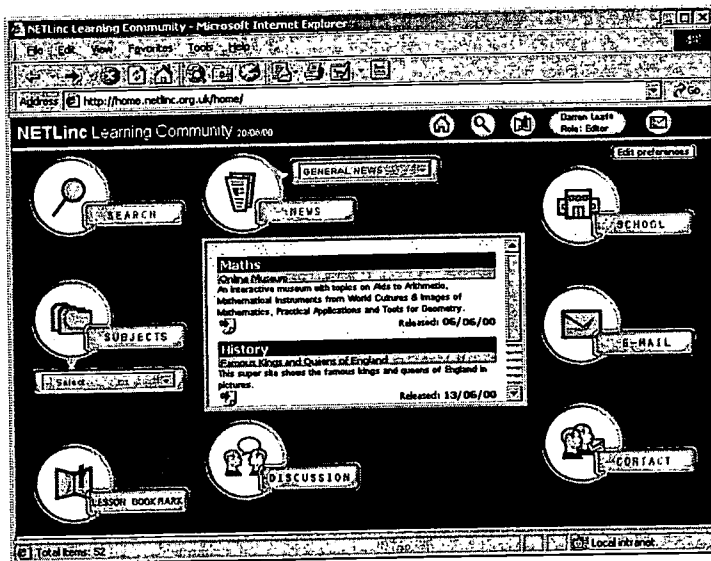 NETLinc Learning Community - Microsoft Internet Explorer
File Edit View Favorites Tools Help
Address http://home.netlinc.org.uk/home/ Go
NETLinc Learning Community 20/06/00
Darren Leafe
Role: Editor
Edit preferences
GENERAL NEWS
SEARCH
NEWS
SCHOOL
Maths
Online Museum
An interactive museum with topics on Aids to Arithmetic,
Mathematical Instruments from World Cultures & Images of
Mathematics, Practical Applications and Tools for Geometry.
Released: 06/06/00
SUBJECTS
E-MAIL
Select
History
Famous Kings and Queens of England
This super site shows the famous kings and queens of England in
pictures.
Released: 13/06/00
LESSON BOOKMARK
DISCUSSION
CONTACT
Total items: 52
Local intranet